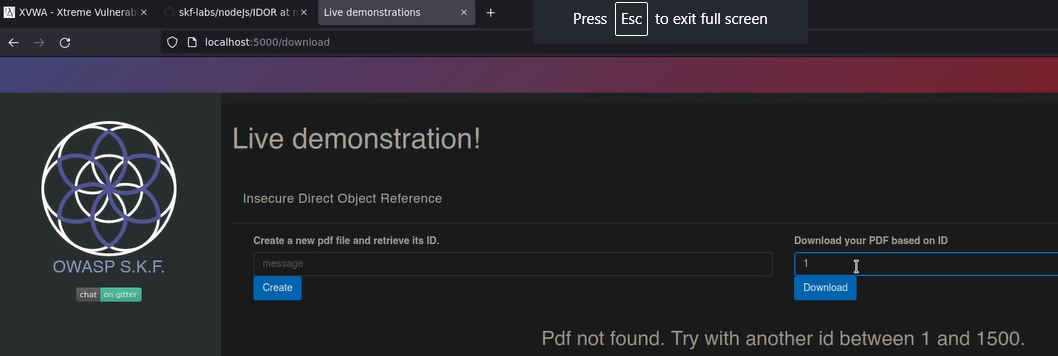 XVWA - Xtreme Vulnerabl
skf-labs/nodeJs/IDOR at n
Live demonstrations
Press Esc to exit full screen
localhost:5000/download
Live demonstration!
Insecure Direct Object Reference
Create a new pdf file and retrieve its ID.
Download your PDF based on ID
message
1
Create
Download
OWASP S.K.F.
chat on gitter
Pdf not found. Try with another id between 1 and 1500.